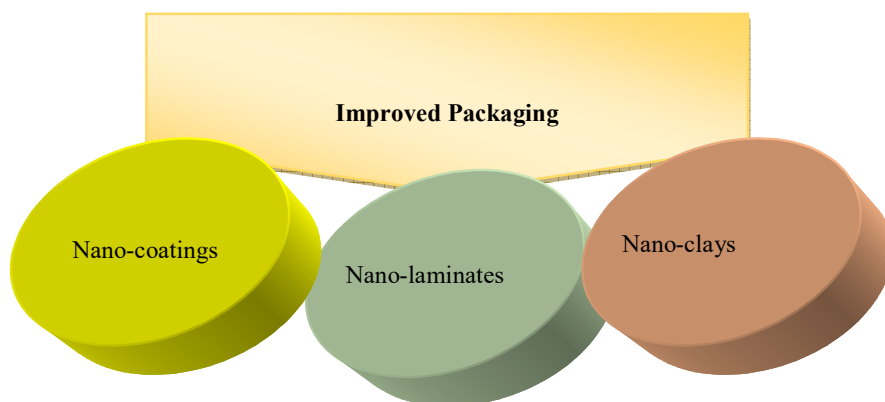 Improved Packaging
Nano-coatings
Nano-laminates
Nano-clays